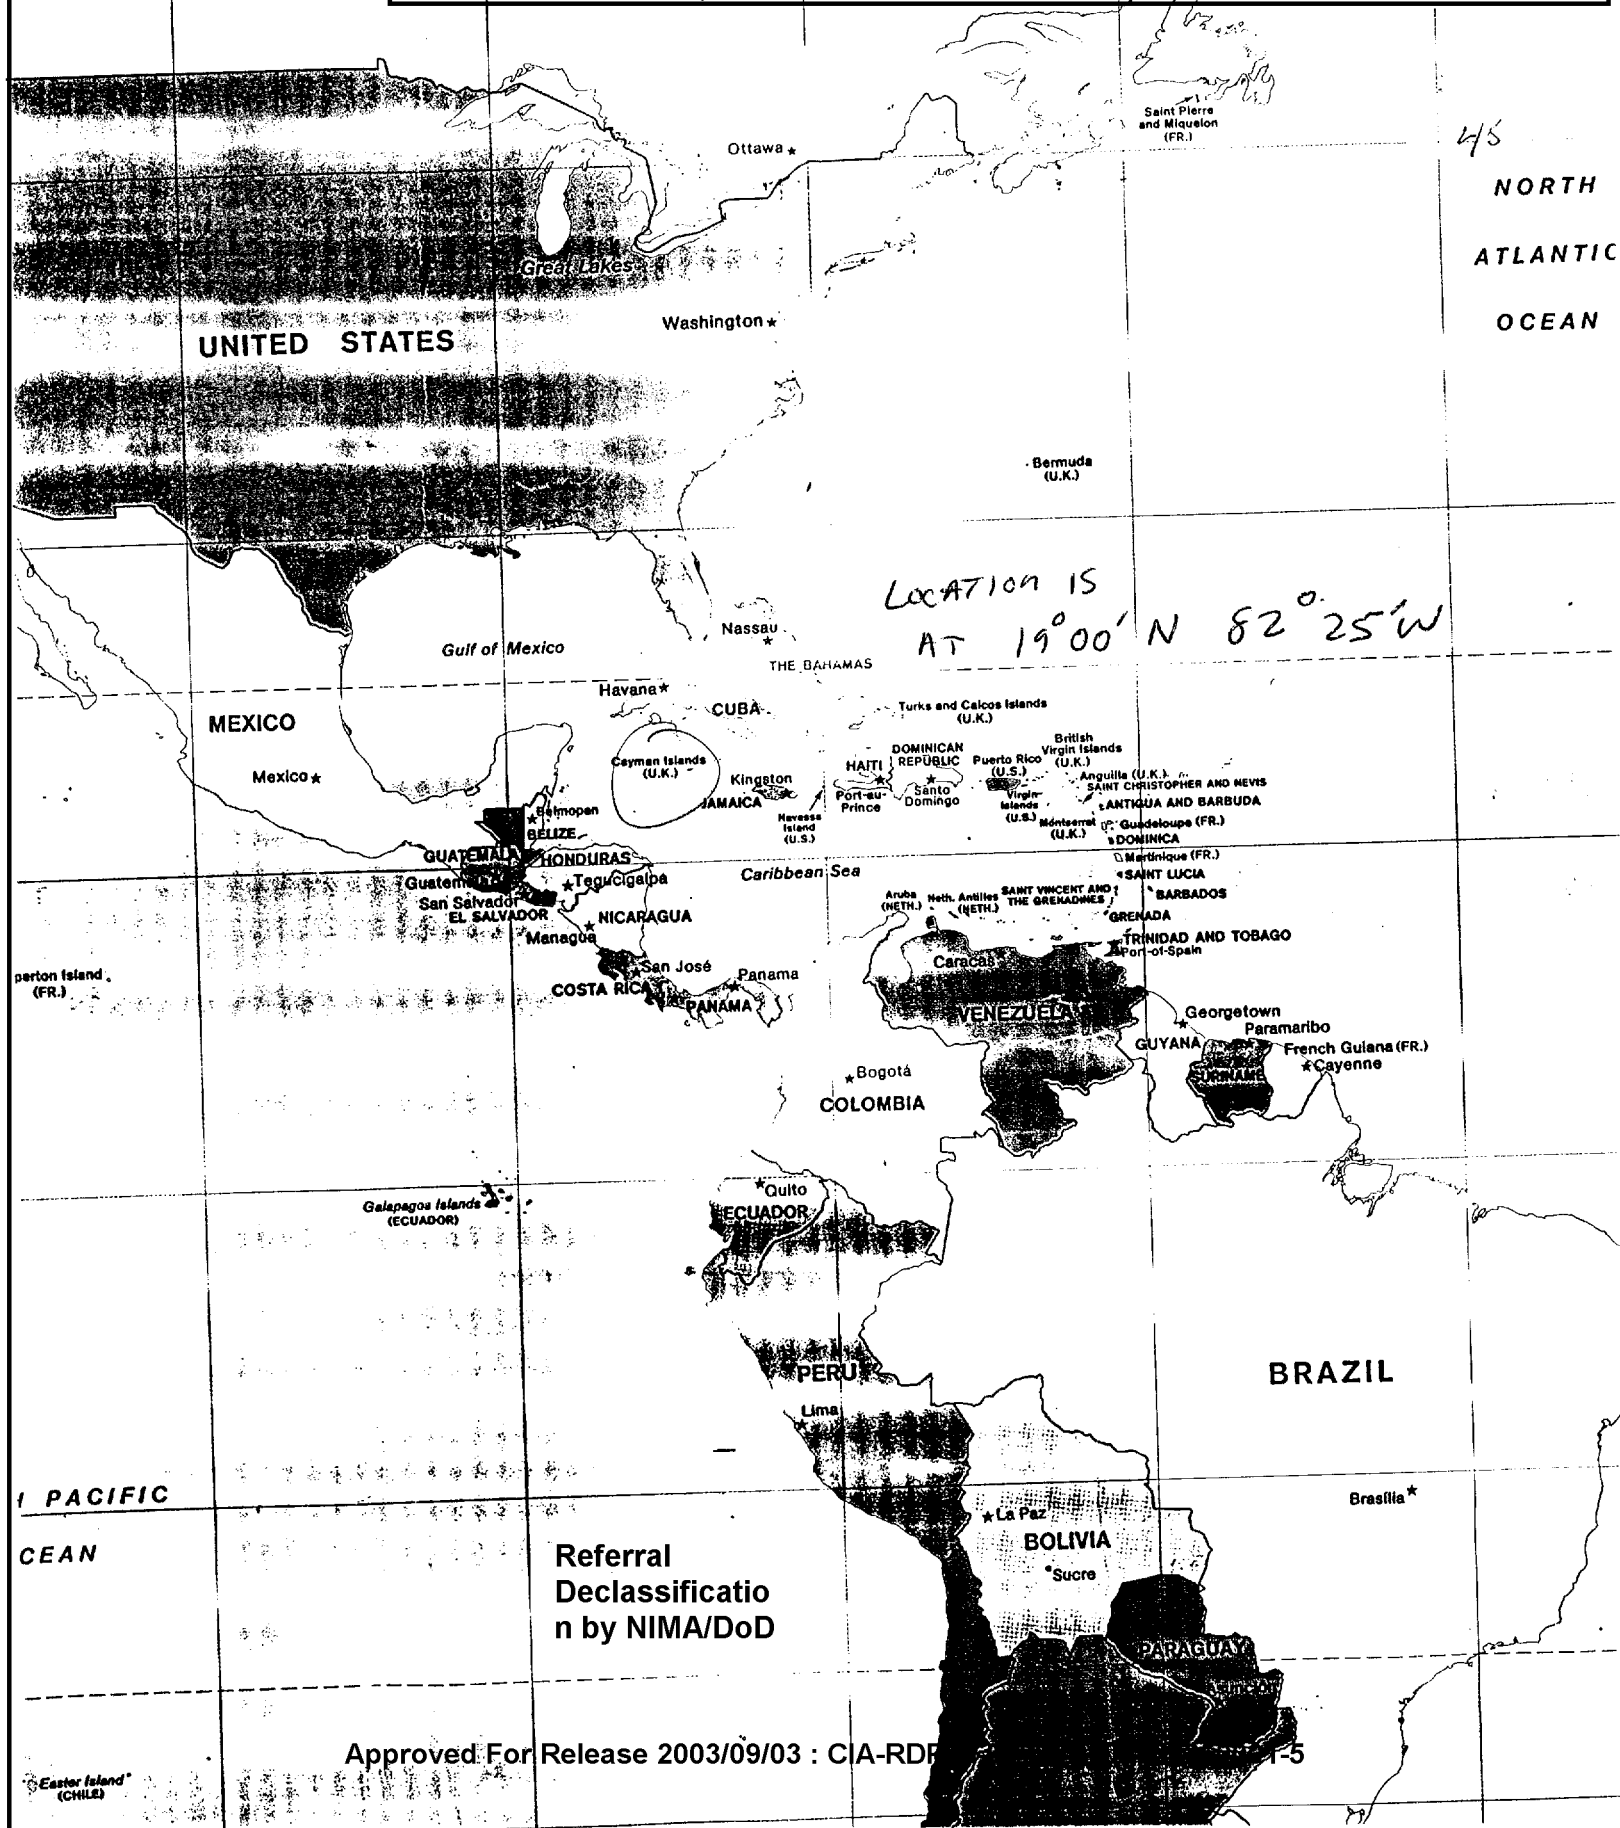 Saint Pierre
and Miquelon
(FR.)
Ottawa
45
NORTH
ATLANTIC
OCEAN
Great Lakes
Washington
UNITED STATES
Bermuda
(U.K.)
LOCATION IS
AT 19°00' N 82° 25' W
Nassau
Gulf of Mexico
THE BAHAMAS
Havana
CUBA
Turks and Caicos Islands
(U.K.)
MEXICO
Mexico
Cayman Islands
(U.K.)
Kingston
JAMAICA
Navassa
Island
(U.S.)
HAITI
Port-au-
Prince
DOMINICAN
REPUBLIC
Santo
Domingo
Puerto Rico
(U.S.)
British
Virgin Islands
(U.K.)
Virgin
Islands
(U.S.)
Anguilla (U.K.)
SAINT CHRISTOPHER AND NEVIS
ANTIGUA AND BARBUDA
Montserrat
(U.K.)
Guadeloupe (FR.)
DOMINICA
Martinique (FR.)
SAINT LUCIA
BARBADOS
SAINT VINCENT AND
THE GRENADINES
GRENADA
Aruba
(NETH.)
Neth. Antilles
(NETH.)
TRINIDAD AND TOBAGO
Port-of-Spain
Belmopan
BELIZE
GUATEMALA
HONDURAS
Guatemala
Tegucigalpa
Caribbean Sea
San Salvador
EL SALVADOR
NICARAGUA
Managua
San José
COSTA RICA
Panama
PANAMA
perton Island
(FR.)
Caracas
VENEZUELA
Georgetown
GUYANA
Paramaribo
SURINAME
French Guiana (FR.)
Cayenne
Bogotá
COLOMBIA
Galapagos Islands
(ECUADOR)
Quito
ECUADOR
PERU
Lima
BRAZIL
Brasília
La Paz
BOLIVIA
Sucre
PACIFIC
CEAN
Referral
Declassificatio
n by NIMA/DoD
PARAGUAY
Asunción
Approved For Release 2003/09/03 : CIA-RDP
-5
Easter Island
(CHILE)